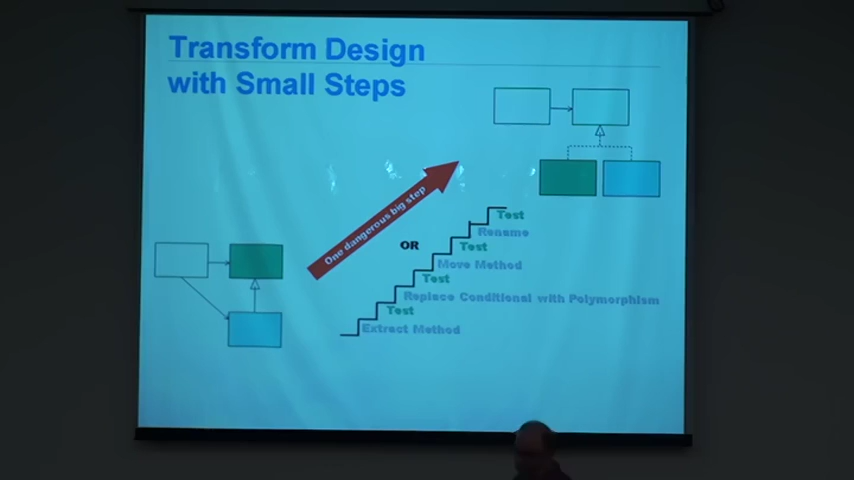 Transform Design
with Small Steps
One dangerous big step
OR
Test
Rename
Test
Move Method
Test
Replace Conditional with Polymorphism
Test
Extract Method